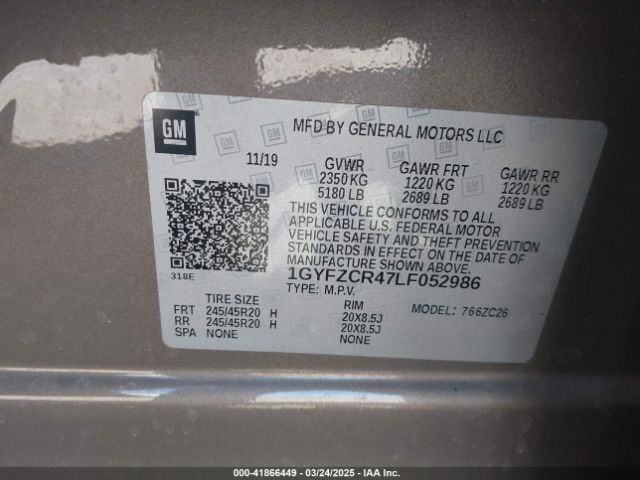 GM
MFD BY GENERAL MOTORS LLC
11/19
GVWR
2350 KG
5180 LB
GAWR FRT
1220 KG
2689 LB
GAWR RR
1220 KG
2689 LB
THIS VEHICLE CONFORMS TO ALL
APPLICABLE U.S. FEDERAL MOTOR
VEHICLE SAFETY AND THEFT PREVENTION
STANDARDS IN EFFECT ON THE DATE OF
MANUFACTURE SHOWN ABOVE.
318E
1GYFZCR47LF052986
TYPE: M.P.V.
TIRE SIZE
RIM
MODEL: 766ZC26
FRT 245/45R20 H 20X8.5J
RR 245/45R20 H 20X8.5J
SPA NONE NONE
000-41866449 - 03/24/2025 - IAA Inc.